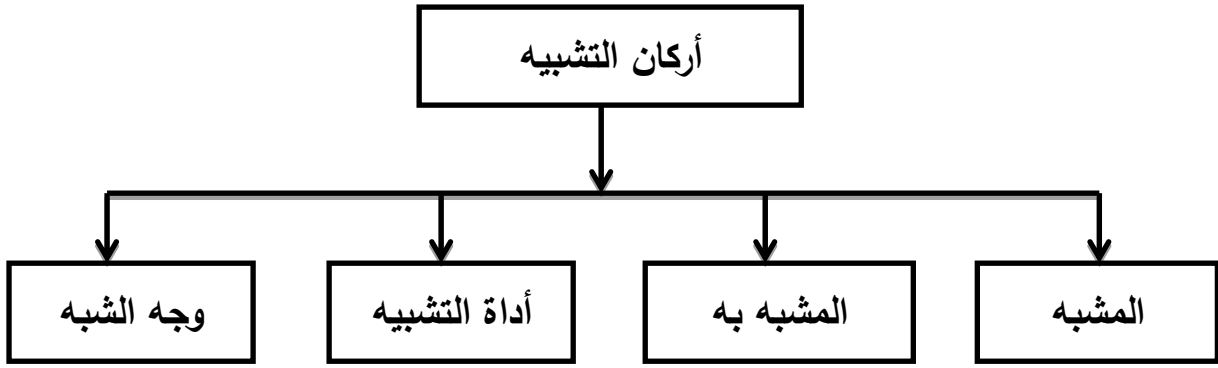 أركان التشبيه
المشبه
المشبه به
أداة التشبيه
وجه الشبه